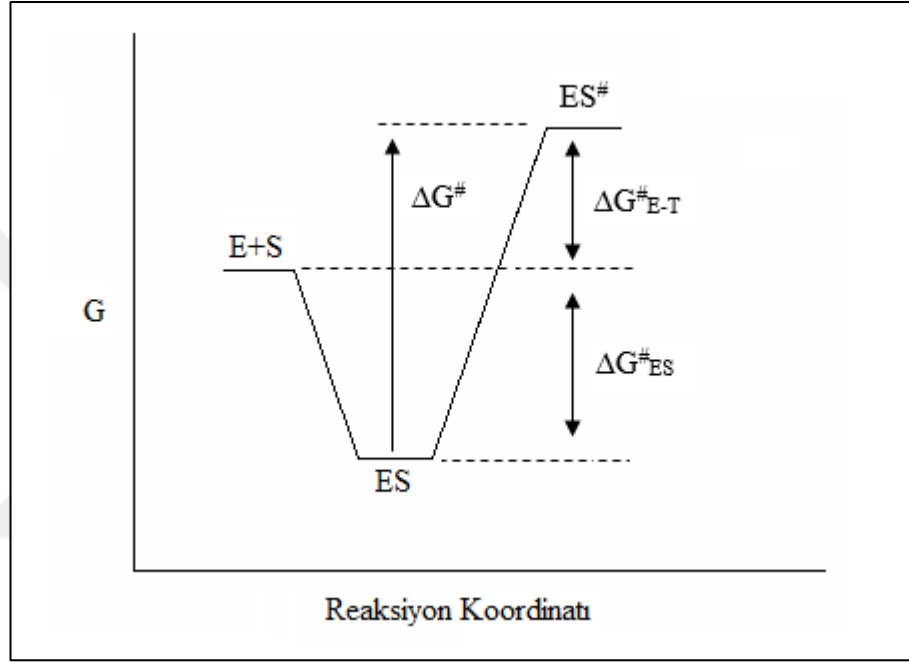 ES#
ΔG#
ΔG#E-T
E+S
G
ΔG#ES
ES
Reaksiyon Koordinatı